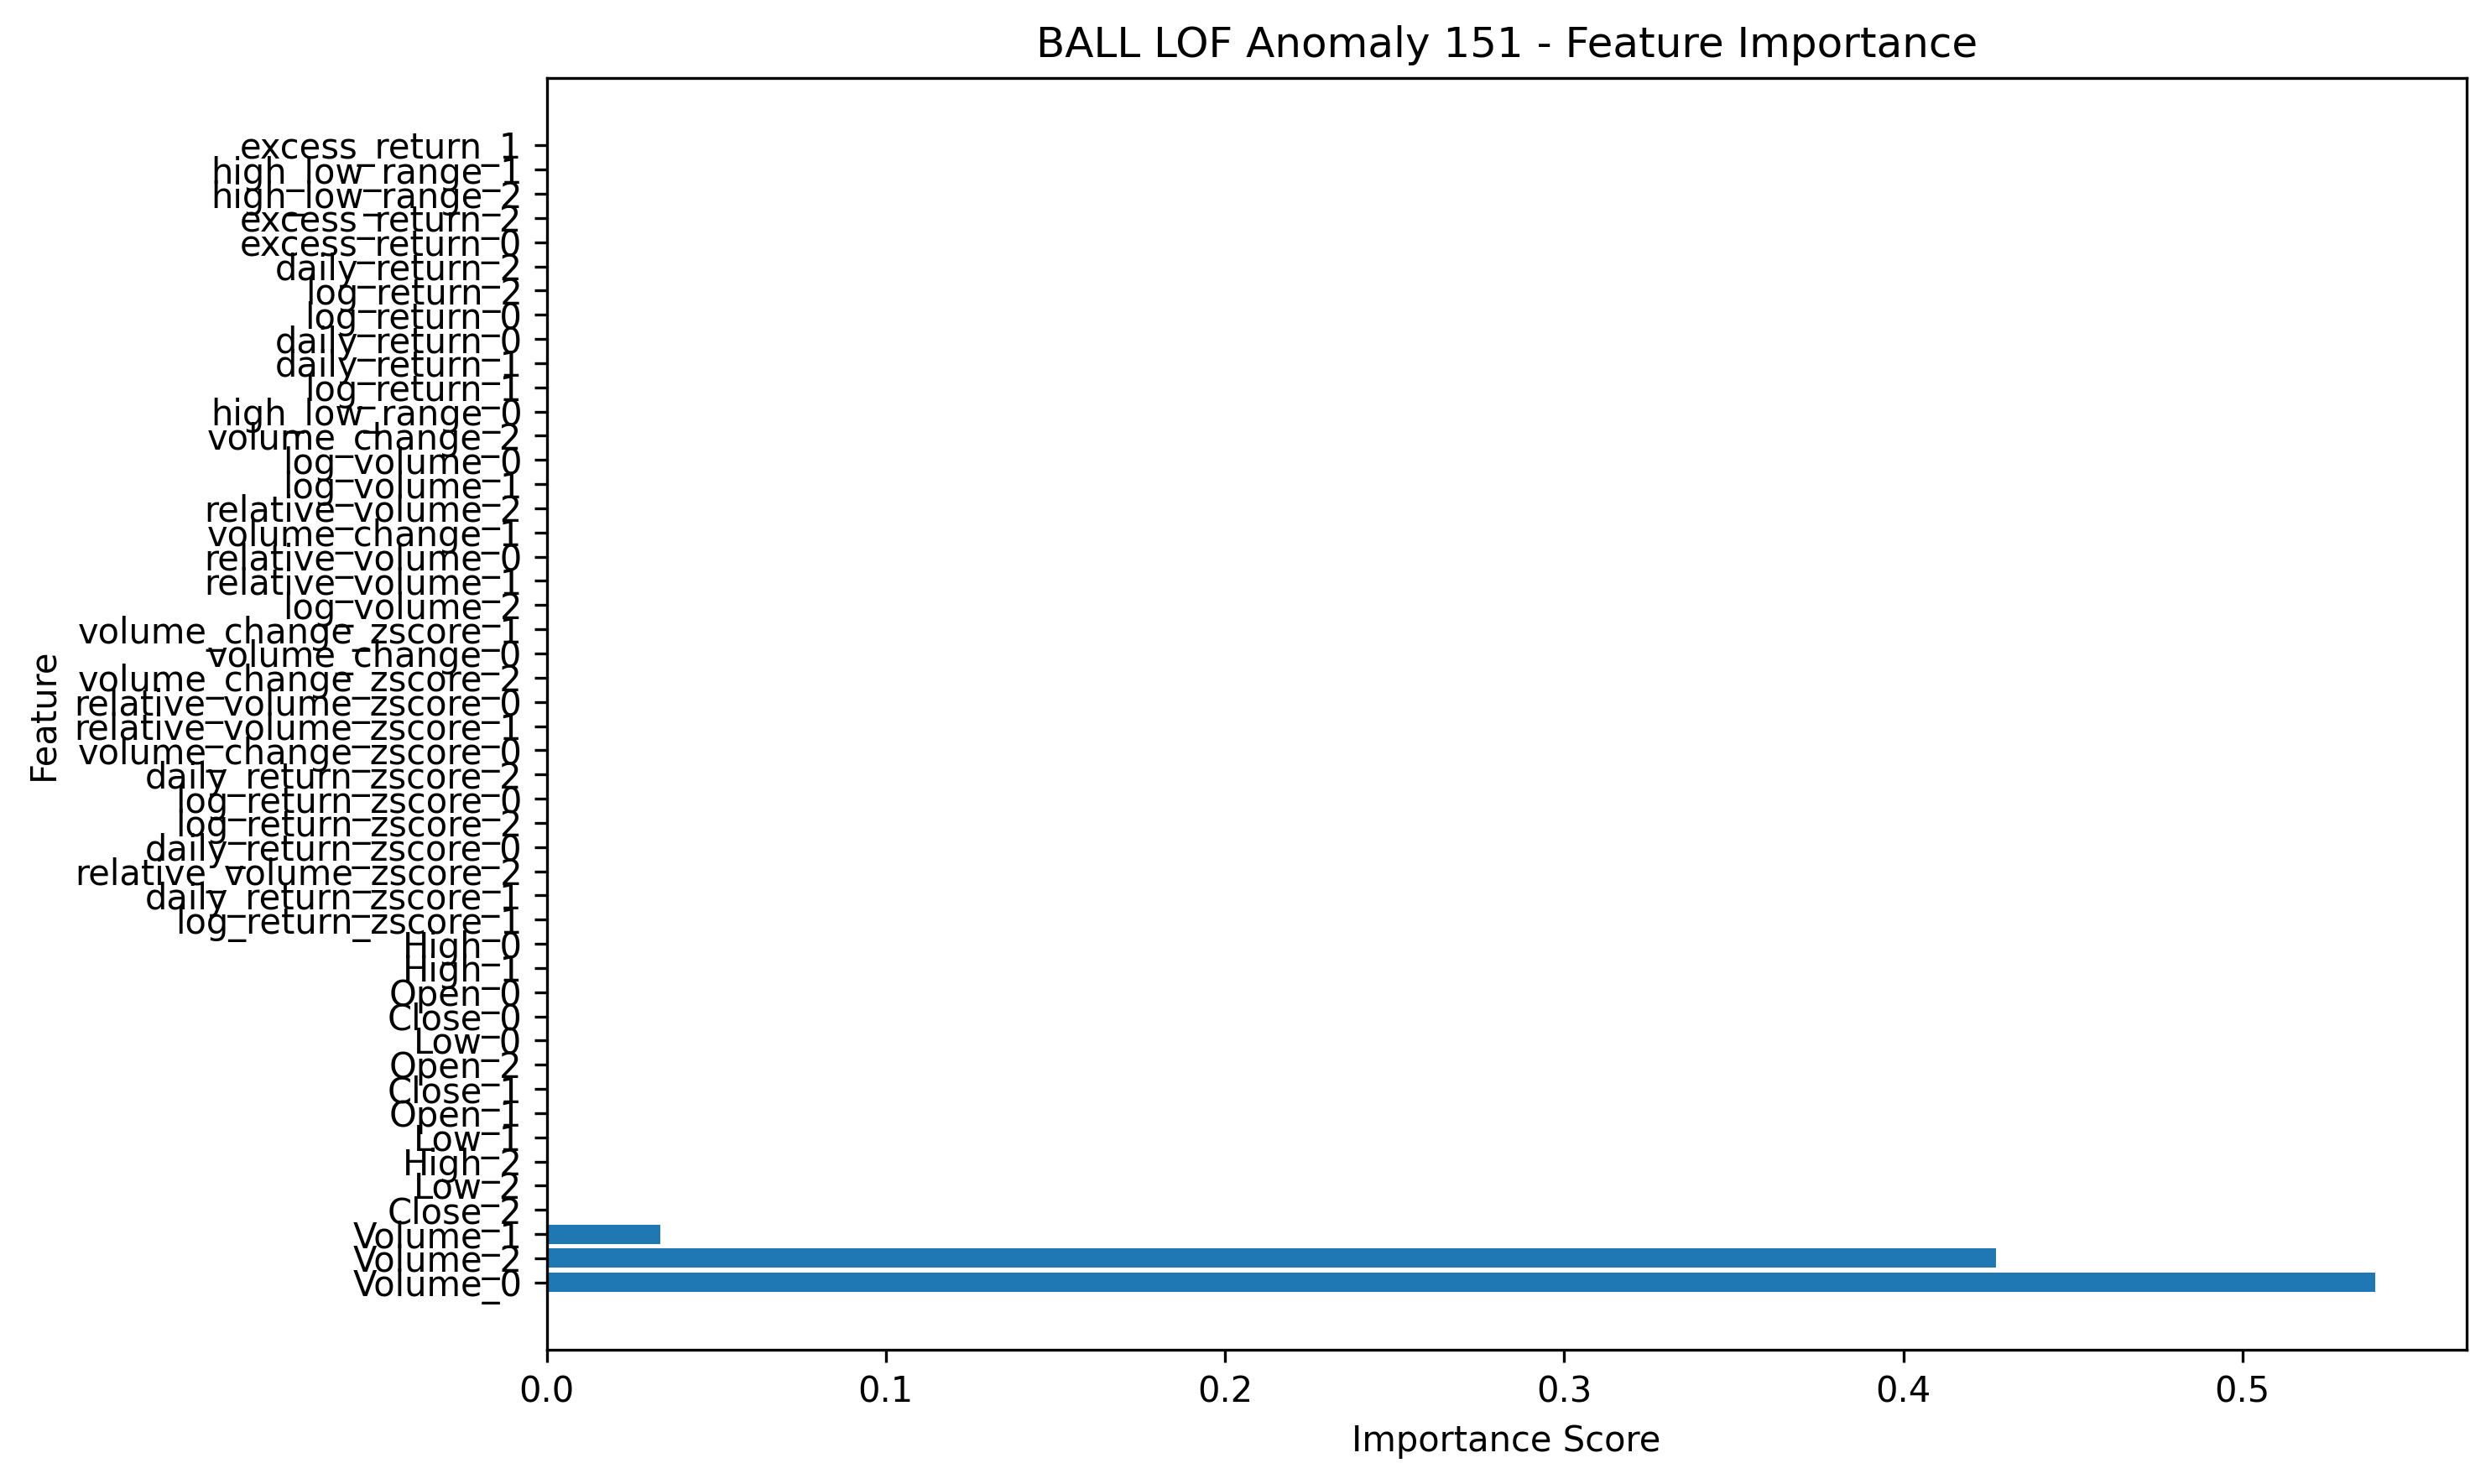 BALL LOF Anomaly 151 - Feature Importance
excess_return_1
high_low_range_1
high_low_range_2
excess_return_2
excess_return_0
daily_return_2
log_return_2
log_return_0
daily_return_0
daily_return_1
log_return_1
high_low_range_0
volume_change_2
log_volume_0
log_volume_1
relative_volume_2
volume_change_1
relative_volume_0
relative_volume_1
log_volume_2
volume_change_zscore_1
volume_change_0
volume_change_zscore_2
relative_volume_zscore_0
relative_volume_zscore_1
volume_change_zscore_0
daily_return_zscore_2
log_return_zscore_0
log_return_zscore_2
daily_return_zscore_0
relative_volume_zscore_2
daily_return_zscore_1
log_return_zscore_1
High_0
High_1
Open_0
Close_0
Low_0
Open_2
Close_1
Open_1
Low_1
High_2
Low_2
Close_2
Volume_1
Volume_2
Volume_0
Feature
0.0 0.1 0.2 0.3 0.4 0.5
Importance Score